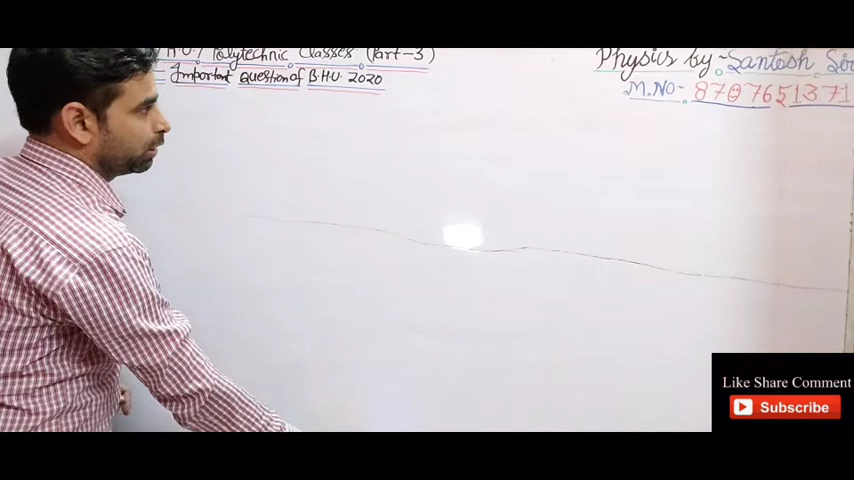 H.U./ Polytechnic Classes (Part-3)
Important Question of B.H.U. 2020
Physics by- Santosh Sir
M.NO- 8707651371
Like Share Comment
Subscribe